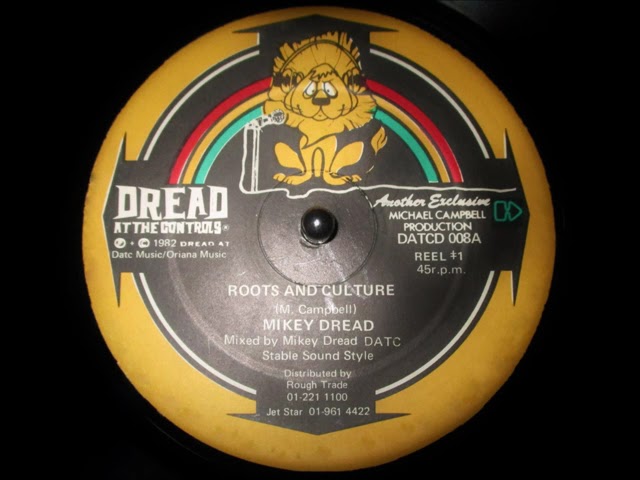 DREAD
AT THE CONTROLS®
℗ + © 1982 DREAD AT
Datc Music/Oriana Music
Another Exclusive
MICHAEL CAMPBELL
PRODUCTION
DATCD 008A
REEL #1
45r.p.m.
ROOTS AND CULTURE
(M. Campbell)
MIKEY DREAD
Mixed by Mikey Dread DATC
Stable Sound Style
Distributed by
Rough Trade
01-221 1100
Jet Star 01-961 4422